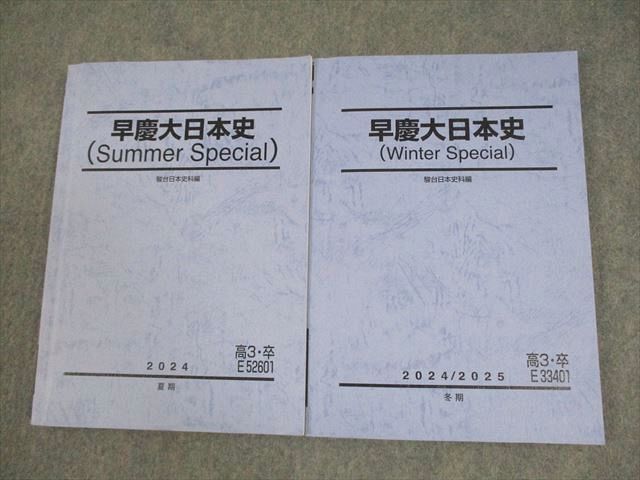 早慶大日本史
(Summer Special)
駿台日本史科編
2024
夏期
高3・卒
E52601
早慶大日本史
(Winter Special)
駿台日本史科編
2024/2025
冬期
高3・卒
E33401